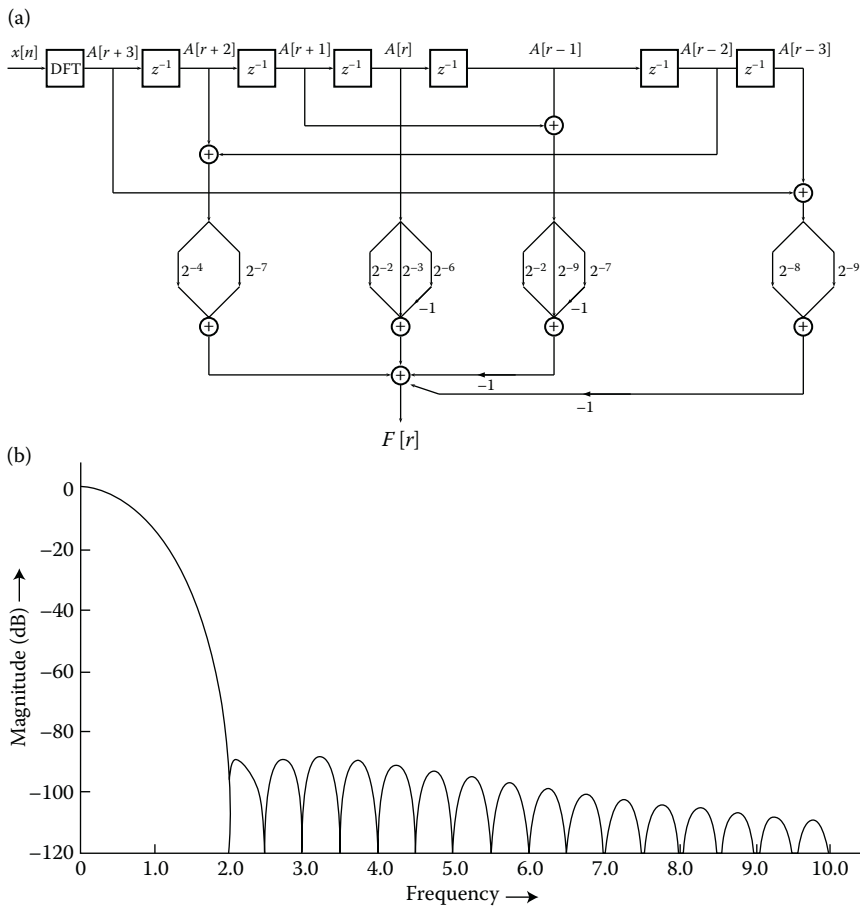 (a)
x[n] A[r + 3] A[r + 2] A[r + 1] A[r] A[r – 1] A[r – 2] A[r – 3]
DFT z⁻¹ z⁻¹ z⁻¹ z⁻¹ z⁻¹ z⁻¹
+
+
+
2⁻⁴ 2⁻⁷ 2⁻² 2⁻³ 2⁻⁶ 2⁻² 2⁻⁹ 2⁻⁷ 2⁻⁸ 2⁻⁹
–1 –1
+ + + +
+ –1
–1
F [r]
(b)
0
–20
–40
–60
–80
–100
–120
Magnitude (dB)
0 1.0 2.0 3.0 4.0 5.0 6.0 7.0 8.0 9.0 10.0
Frequency